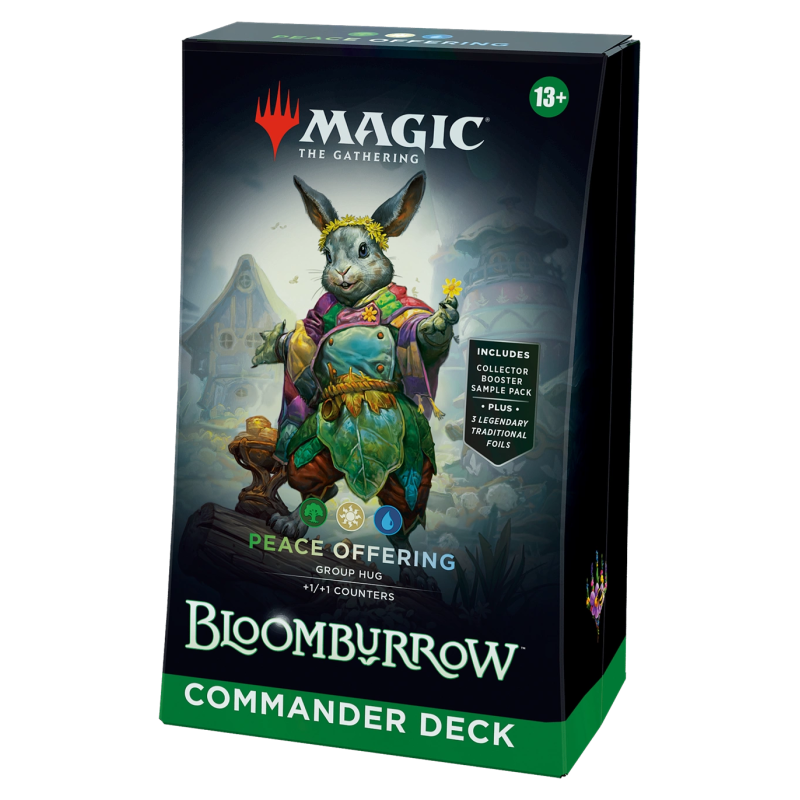 PEACE OFFERING
13+
MAGIC
THE GATHERING
INCLUDES
COLLECTOR
BOOSTER
SAMPLE PACK
• PLUS •
3 LEGENDARY
TRADITIONAL
FOILS
PEACE OFFERING
GROUP HUG
+1/+1 COUNTERS
BLOOMBURROW™
COMMANDER DECK